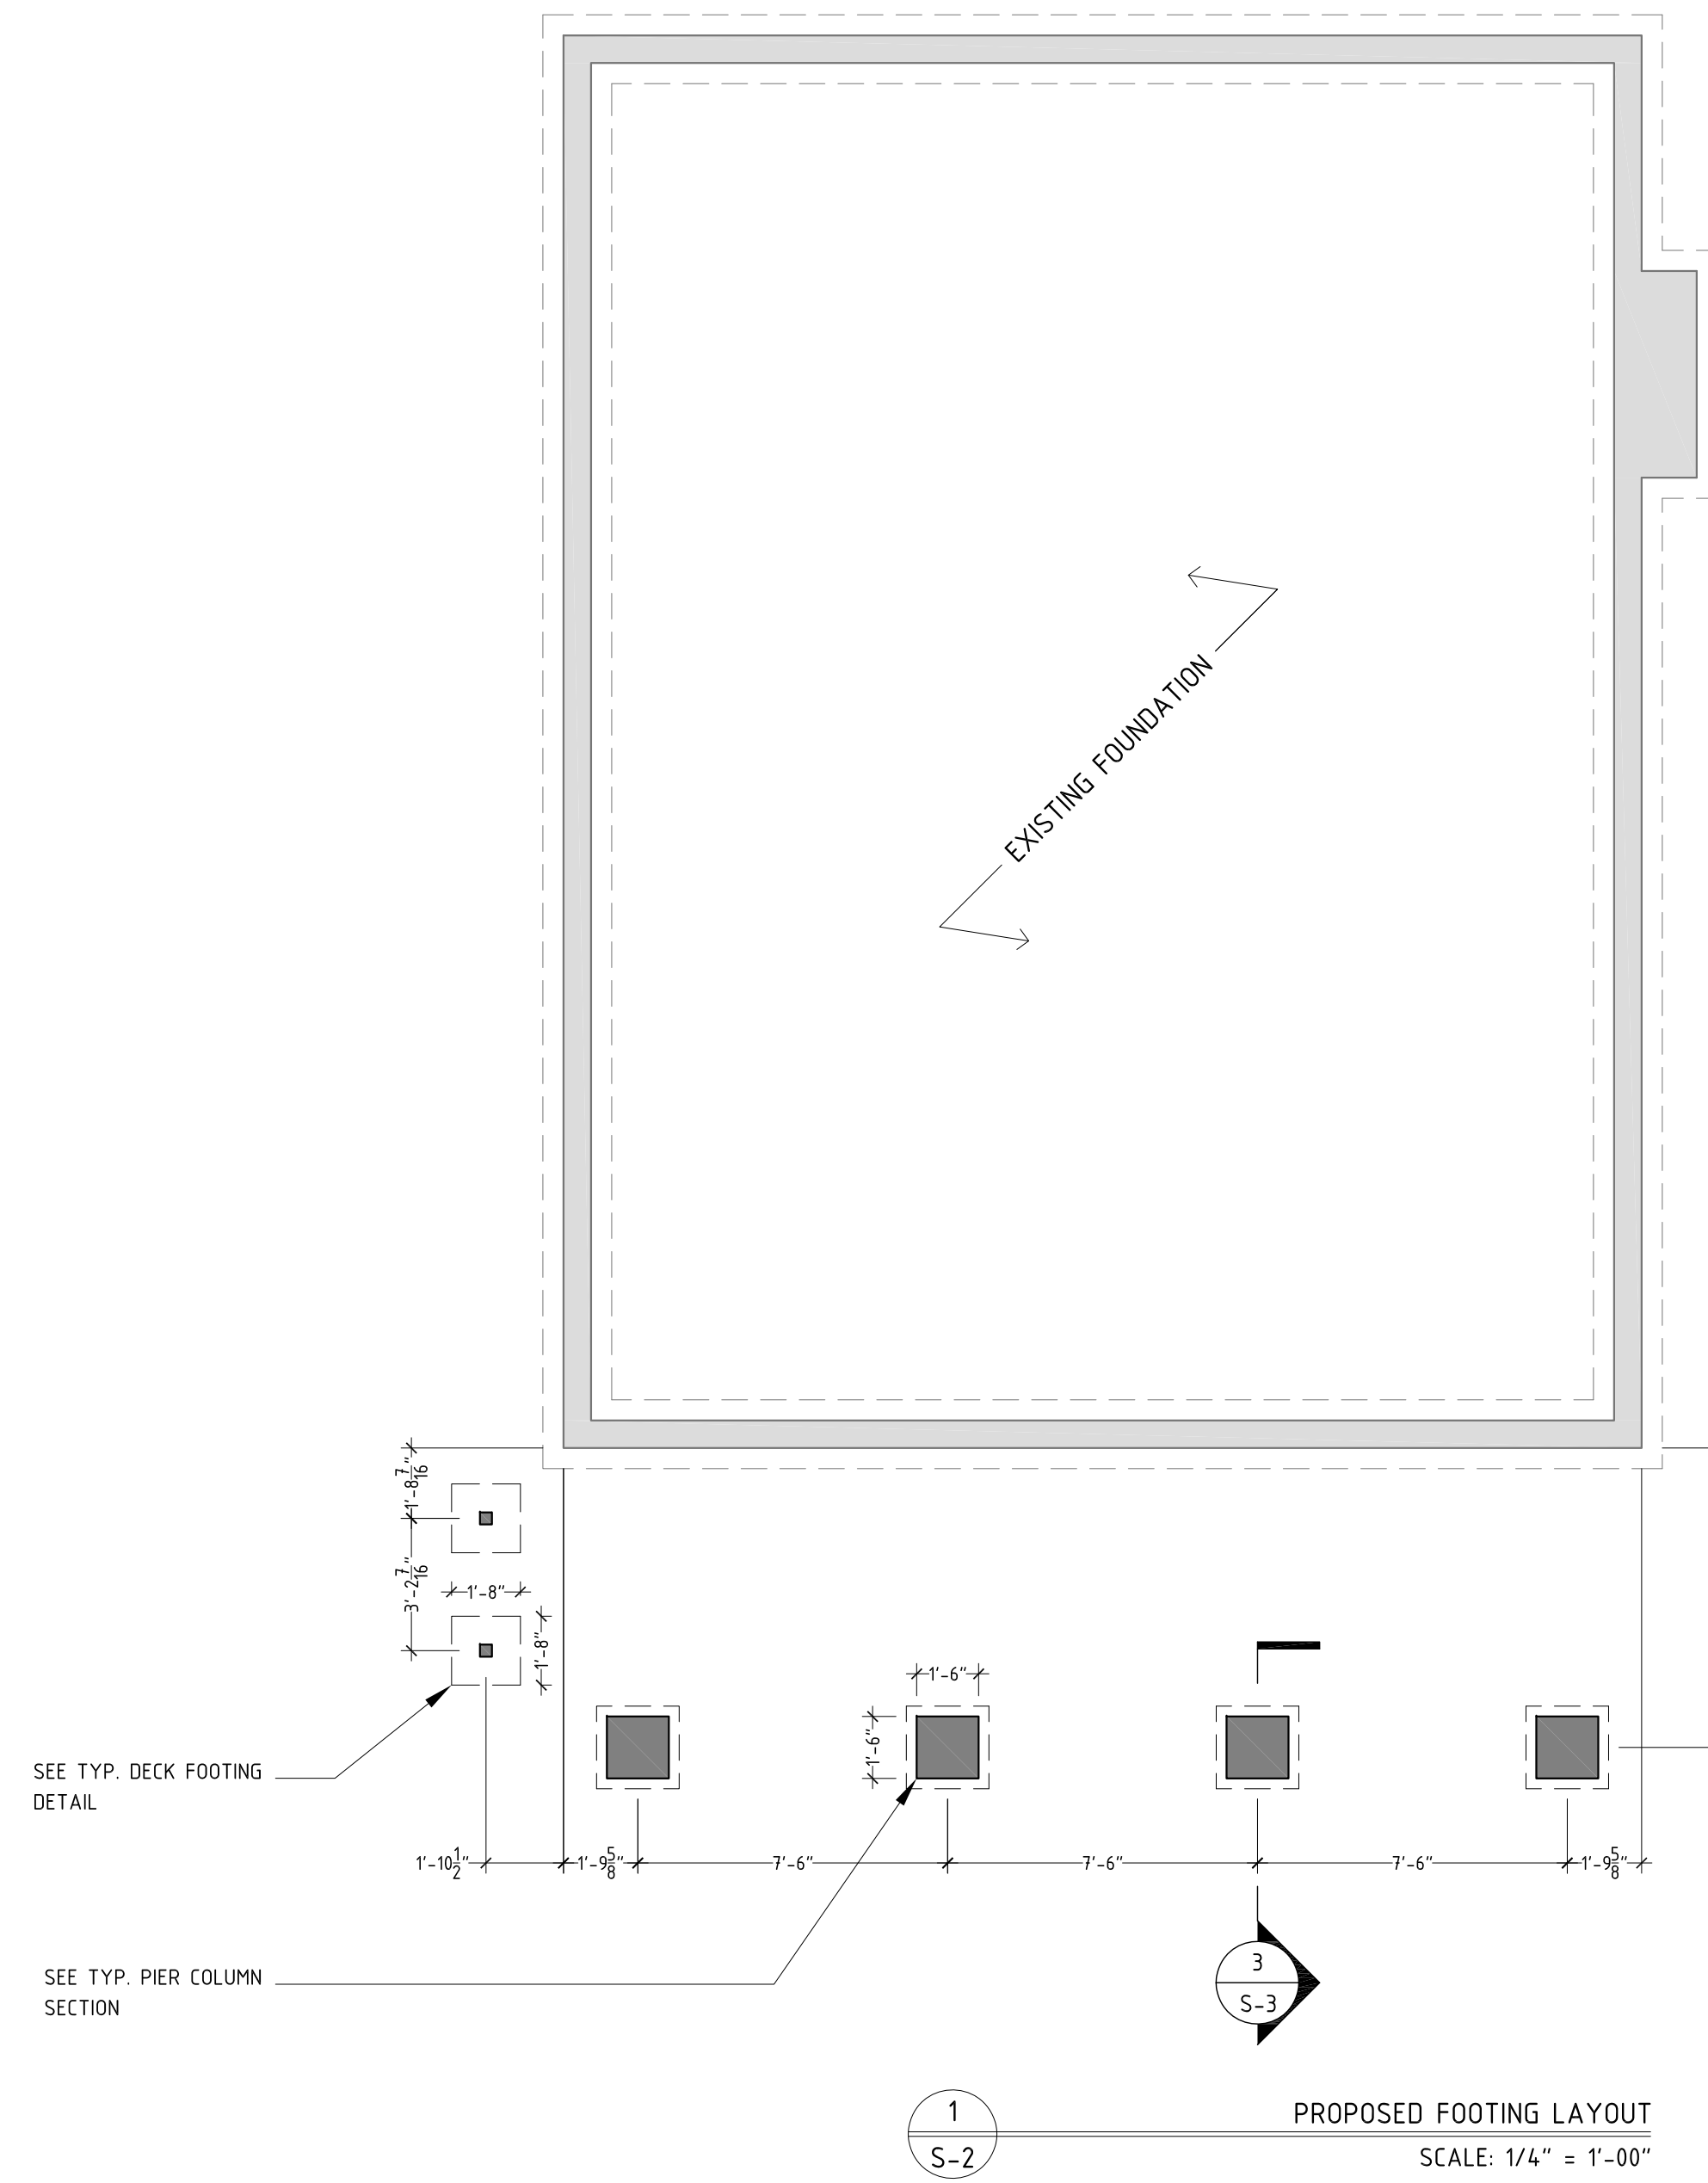 EXISTING FOUNDATION
1'-8 7/16"
3'-2 7/16"
1'-8"
1'-8"
1'-6"
1'-6"
SEE TYP. DECK FOOTING
DETAIL
1'-10 1/2"
1'-9 5/8"
7'-6"
7'-6"
7'-6"
1'-9 5/8"
SEE TYP. PIER COLUMN
SECTION
3
S-3
1
S-2
PROPOSED FOOTING LAYOUT
SCALE: 1/4" = 1'-00"